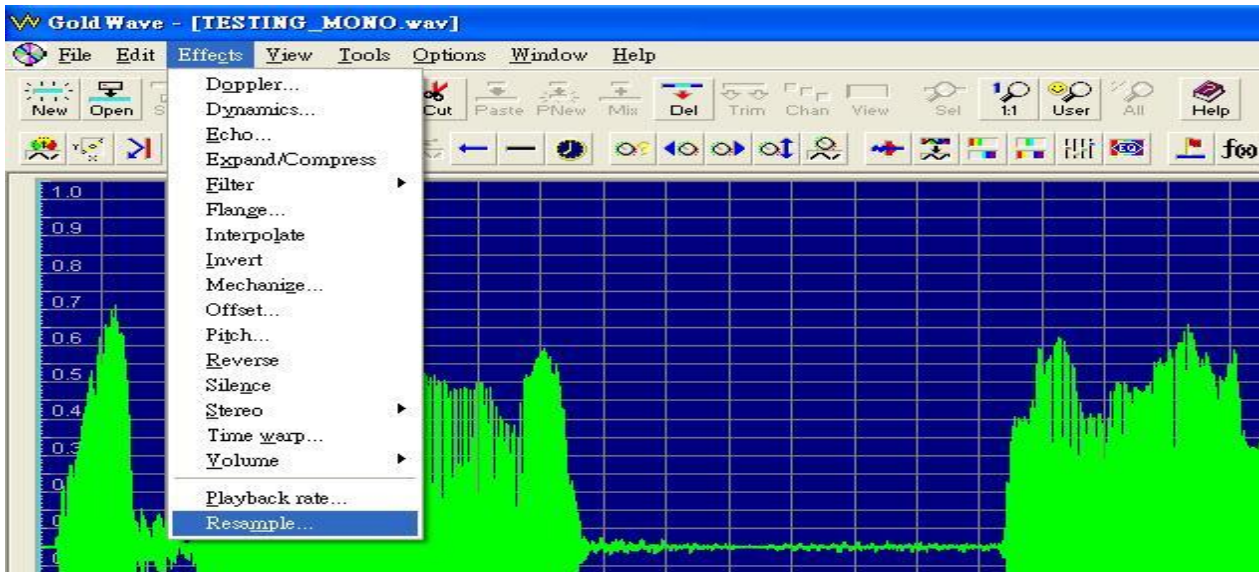 Gold Wave - [TESTING_MONO.wav]
File Edit Effects View Tools Options Window Help
New Open Cut Paste PNew Mix Del Trim Chan View Sel 1:1 User All Help
f(x)
Doppler...
Dynamics...
Echo...
Expand/Compress
Filter
Flange...
Interpolate
Invert
Mechanize...
Offset...
Pitch...
Reverse
Silence
Stereo
Time warp...
Volume
Playback rate...
Resample...
1.0
0.9
0.8
0.7
0.6
0.5
0.4
0.3